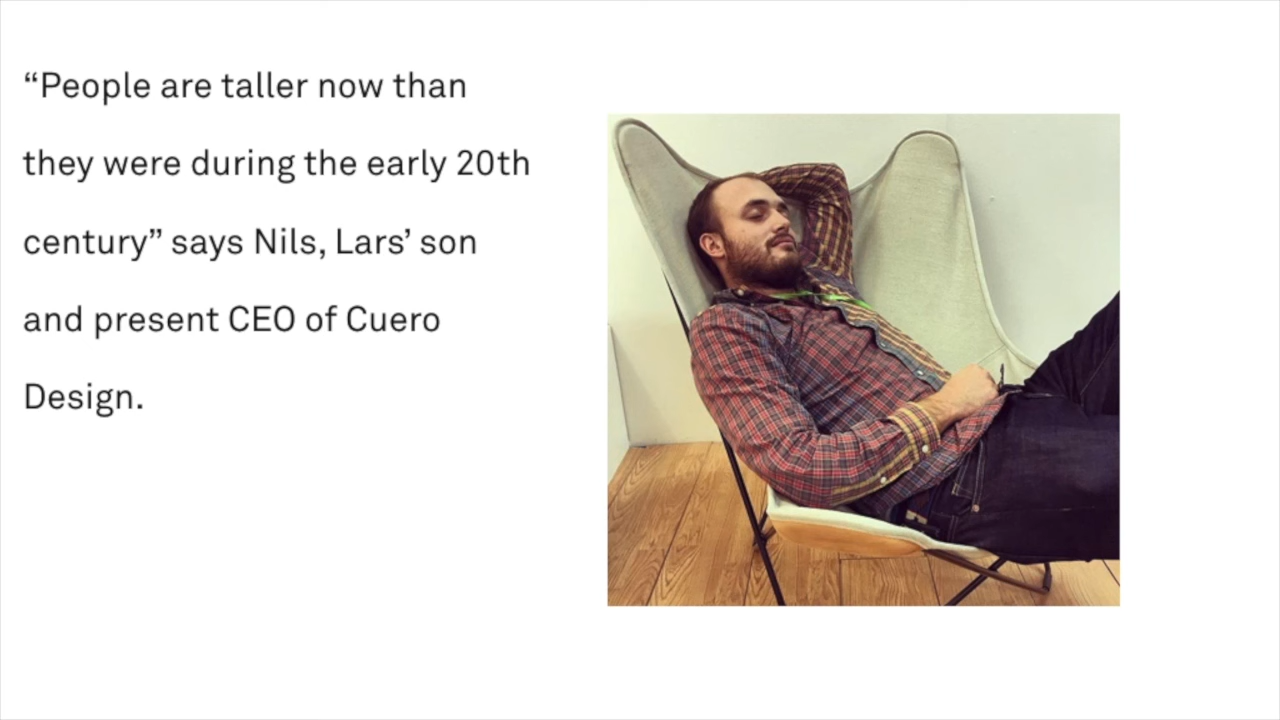 “People are taller now than
they were during the early 20th
century” says Nils, Lars’ son
and present CEO of Cuero
Design.